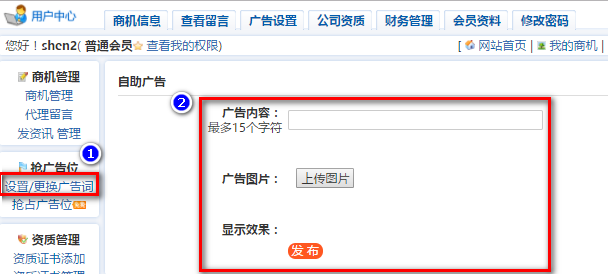 用户中心
商机信息 查看留言 广告设置 公司资质 财务管理 会员资料 修改密码
您好！shen2( 普通会员 查看我的权限)
[ 网站首页 | 我的商机 |
商机管理
商机管理
代理留言
发资讯 管理
1
抢广告位
设置/更换广告词
抢占广告位
资质管理
资质证书添加
自助广告
2
广告内容：
最多15个字符
广告图片： 上传图片
显示效果：
发 布